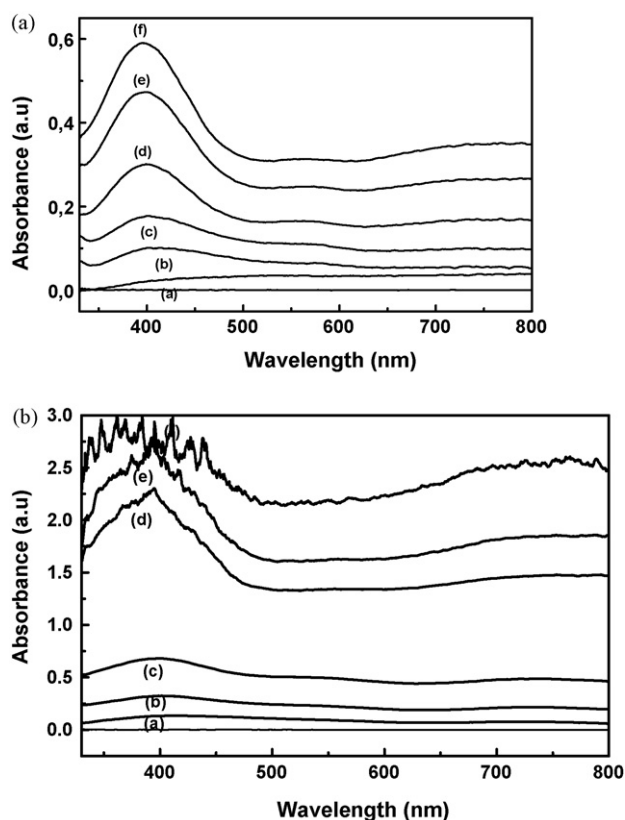 (a)
0,6
0,4
0,2
0,0
Absorbance (a.u)
(f)
(e)
(d)
(c)
(b)
(a)
400 500 600 700 800
Wavelength (nm)
(b)
3.0
2.5
2.0
1.5
1.0
0.5
0.0
Absorbance (a.u)
(e)
(d)
(c)
(b)
(a)
400 500 600 700 800
Wavelength (nm)